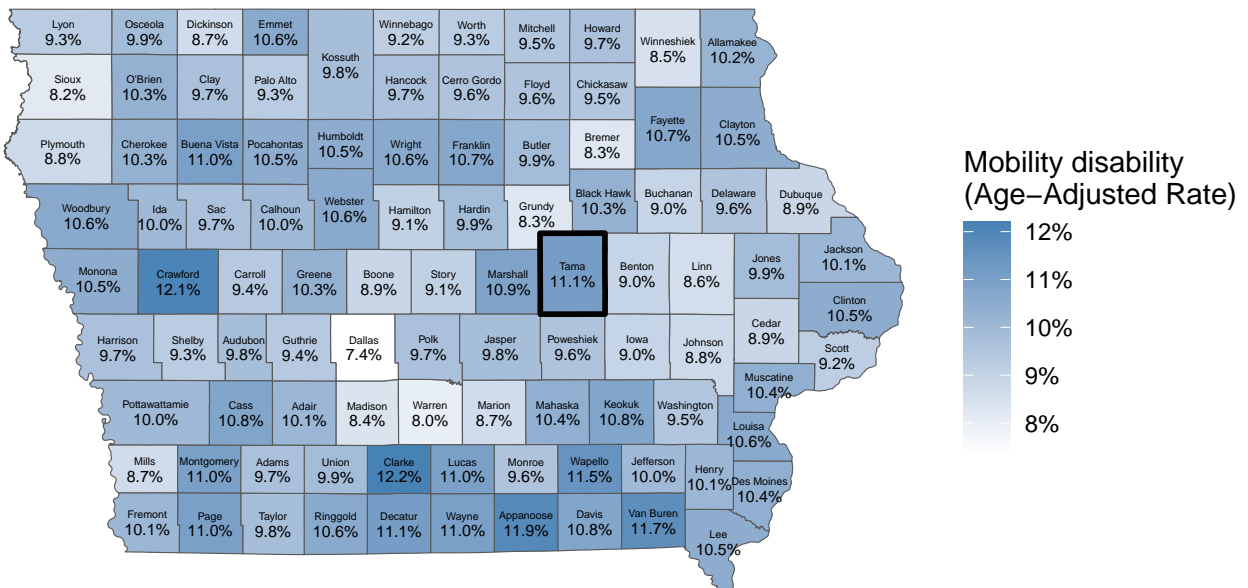 Lyon
9.3%
Osceola
9.9%
Dickinson
8.7%
Emmet
10.6%
Kossuth
9.8%
Winnebago
9.2%
Worth
9.3%
Mitchell
9.5%
Howard
9.7%
Winneshiek
8.5%
Allamakee
10.2%
Sioux
8.2%
O'Brien
10.3%
Clay
9.7%
Palo Alto
9.3%
Hancock
9.7%
Cerro Gordo
9.6%
Floyd
9.6%
Chickasaw
9.5%
Fayette
10.7%
Clayton
10.5%
Plymouth
8.8%
Cherokee
10.3%
Buena Vista
11.0%
Pocahontas
10.5%
Humboldt
10.5%
Wright
10.6%
Franklin
10.7%
Butler
9.9%
Bremer
8.3%
Woodbury
10.6%
Ida
10.0%
Sac
9.7%
Calhoun
10.0%
Webster
10.6%
Hamilton
9.1%
Hardin
9.9%
Grundy
8.3%
Black Hawk
10.3%
Buchanan
9.0%
Delaware
9.6%
Dubuque
8.9%
Monona
10.5%
Crawford
12.1%
Carroll
9.4%
Greene
10.3%
Boone
8.9%
Story
9.1%
Marshall
10.9%
Tama
11.1%
Benton
9.0%
Linn
8.6%
Jones
9.9%
Jackson
10.1%
Clinton
10.5%
Harrison
9.7%
Shelby
9.3%
Audubon
9.8%
Guthrie
9.4%
Dallas
7.4%
Polk
9.7%
Jasper
9.8%
Poweshiek
9.6%
Iowa
9.0%
Johnson
8.8%
Cedar
8.9%
Scott
9.2%
Muscatine
10.4%
Pottawattamie
10.0%
Cass
10.8%
Adair
10.1%
Madison
8.4%
Warren
8.0%
Marion
8.7%
Mahaska
10.4%
Keokuk
10.8%
Washington
9.5%
Louisa
10.6%
Mills
8.7%
Montgomery
11.0%
Adams
9.7%
Union
9.9%
Clarke
12.2%
Lucas
11.0%
Monroe
9.6%
Wapello
11.5%
Jefferson
10.0%
Henry
10.1%
Des Moines
10.4%
Fremont
10.1%
Page
11.0%
Taylor
9.8%
Ringgold
10.6%
Decatur
11.1%
Wayne
11.0%
Appanoose
11.9%
Davis
10.8%
Van Buren
11.7%
Lee
10.5%
Mobility disability
(Age−Adjusted Rate)
12%
11%
10%
9%
8%